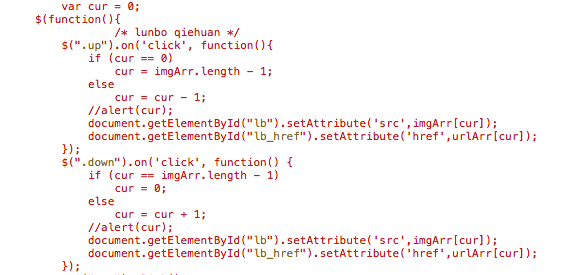 var cur = 0;
$(function(){
/* lunbo qiehuan */
$(".up").on('click', function(){
if (cur == 0)
cur = imgArr.length - 1;
else
cur = cur - 1;
//alert(cur);
document.getElementById("lb").setAttribute('src',imgArr[cur]);
document.getElementById("lb_href").setAttribute('href',urlArr[cur]);
});
$(".down").on('click', function() {
if (cur == imgArr.length - 1)
cur = 0;
else
cur = cur + 1;
//alert(cur);
document.getElementById("lb").setAttribute('src',imgArr[cur]);
document.getElementById("lb_href").setAttribute('href',urlArr[cur]);
});